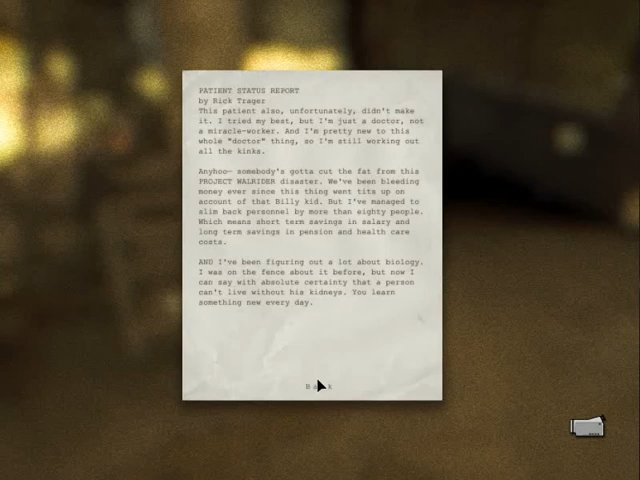 PATIENT STATUS REPORT
by Rick Trager
This patient also, unfortunately, didn't make
it. I tried my best, but I'm just a doctor, not
a miracle-worker. And I'm pretty new to this
whole "doctor" thing, so I'm still working out
all the kinks.
Anyhoo— somebody's gotta cut the fat from this
PROJECT WALRIDER disaster. We've been bleeding
money ever since this thing went tits up on
account of that Billy kid. But I've managed to
slim back personnel by more than eighty people.
Which means short term savings in salary and
long term savings in pension and health care
costs.
AND I've been figuring out a lot about biology.
I was on the fence about it before, but now I
can say with absolute certainty that a person
can't live without his kidneys. You learn
something new every day.